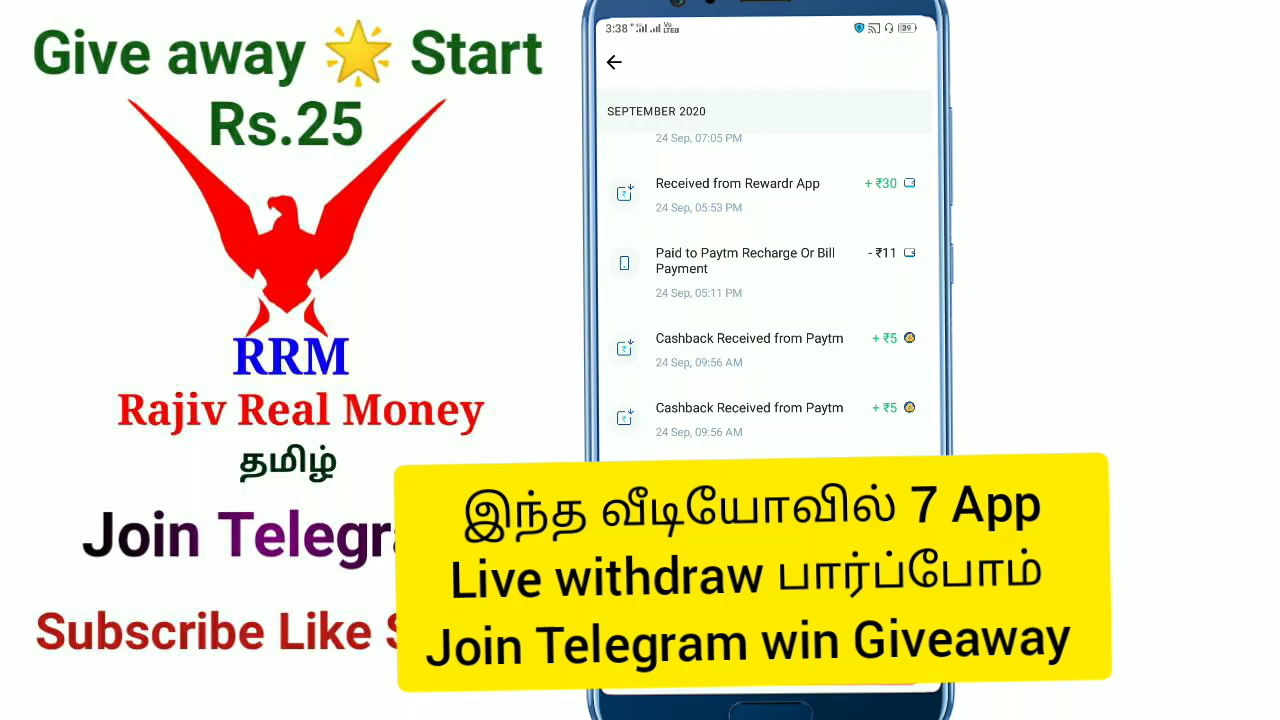 Give away 🌟 Start
Rs.25
RRM
Rajiv Real Money
தமிழ்
Join Telegra
Subscribe Like S
3:38
Vo
LTE
39
SEPTEMBER 2020
24 Sep, 07:05 PM
Received from Rewardr App
+ ₹30
24 Sep, 05:53 PM
Paid to Paytm Recharge Or Bill
Payment
- ₹11
24 Sep, 05:11 PM
Cashback Received from Paytm
+ ₹5
24 Sep, 09:56 AM
Cashback Received from Paytm
+ ₹5
24 Sep, 09:56 AM
இந்த வீடியோவில் 7 App
Live withdraw பார்ப்போம்
Join Telegram win Giveaway